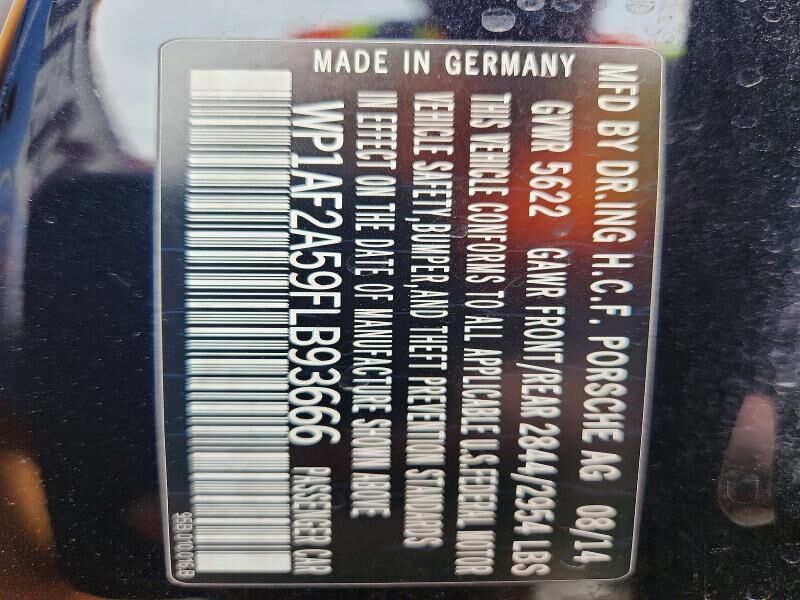 MFD BY DR.ING H.C.F. PORSCHE AG 08/14
GVWR 5622 GAWR FRONT/REAR 2844/2954 LBS
THIS VEHICLE CONFORMS TO ALL APPLICABLE U.S.FEDERAL MOTOR
VEHICLE SAFETY,BUMPER,AND THEFT PREVENTION STANDARDS
IN EFFECT ON THE DATE OF MANUFACTURE SHOWN ABOVE
WP1AF2A59FLB93666 PASSENGER CAR
MADE IN GERMANY